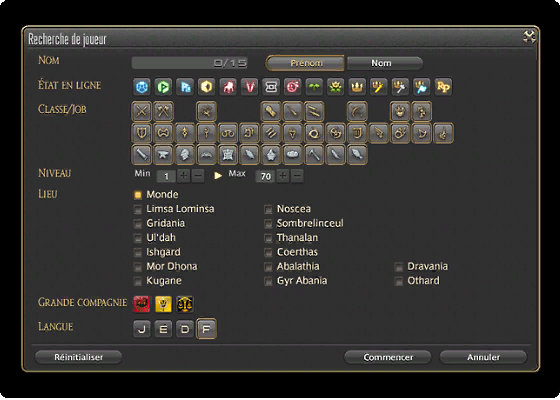 Recherche de joueur
NOM 0/15 Prénom Nom
ÉTAT EN LIGNE RP
CLASSE/JOB
NIVEAU Min 1 + − Max 70 + −
LIEU Monde
Limsa Lominsa Noscea
Gridania Sombrelinceul
Ul'dah Thanalan
Ishgard Coerthas
Mor Dhona Abalathia Dravania
Kugane Gyr Abania Othard
GRANDE COMPAGNIE
LANGUE J E D F
Réinitialiser Commencer Annuler